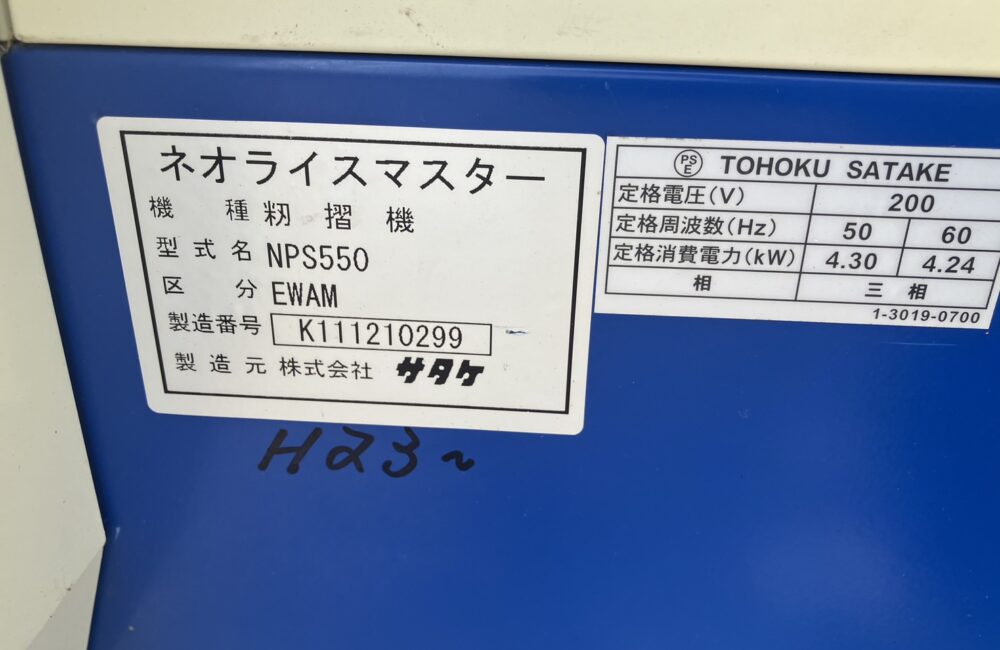 ネオライスマスター
機種 籾摺機
型式名 NPS550
区分 EWAM
製造番号 K111210299
製造元 株式会社 サタケ
H23~
PSE TOHOKU SATAKE
定格電圧(V) 200
定格周波数(Hz) 50 60
定格消費電力(kW) 4.30 4.24
相 三相
1-3019-0700